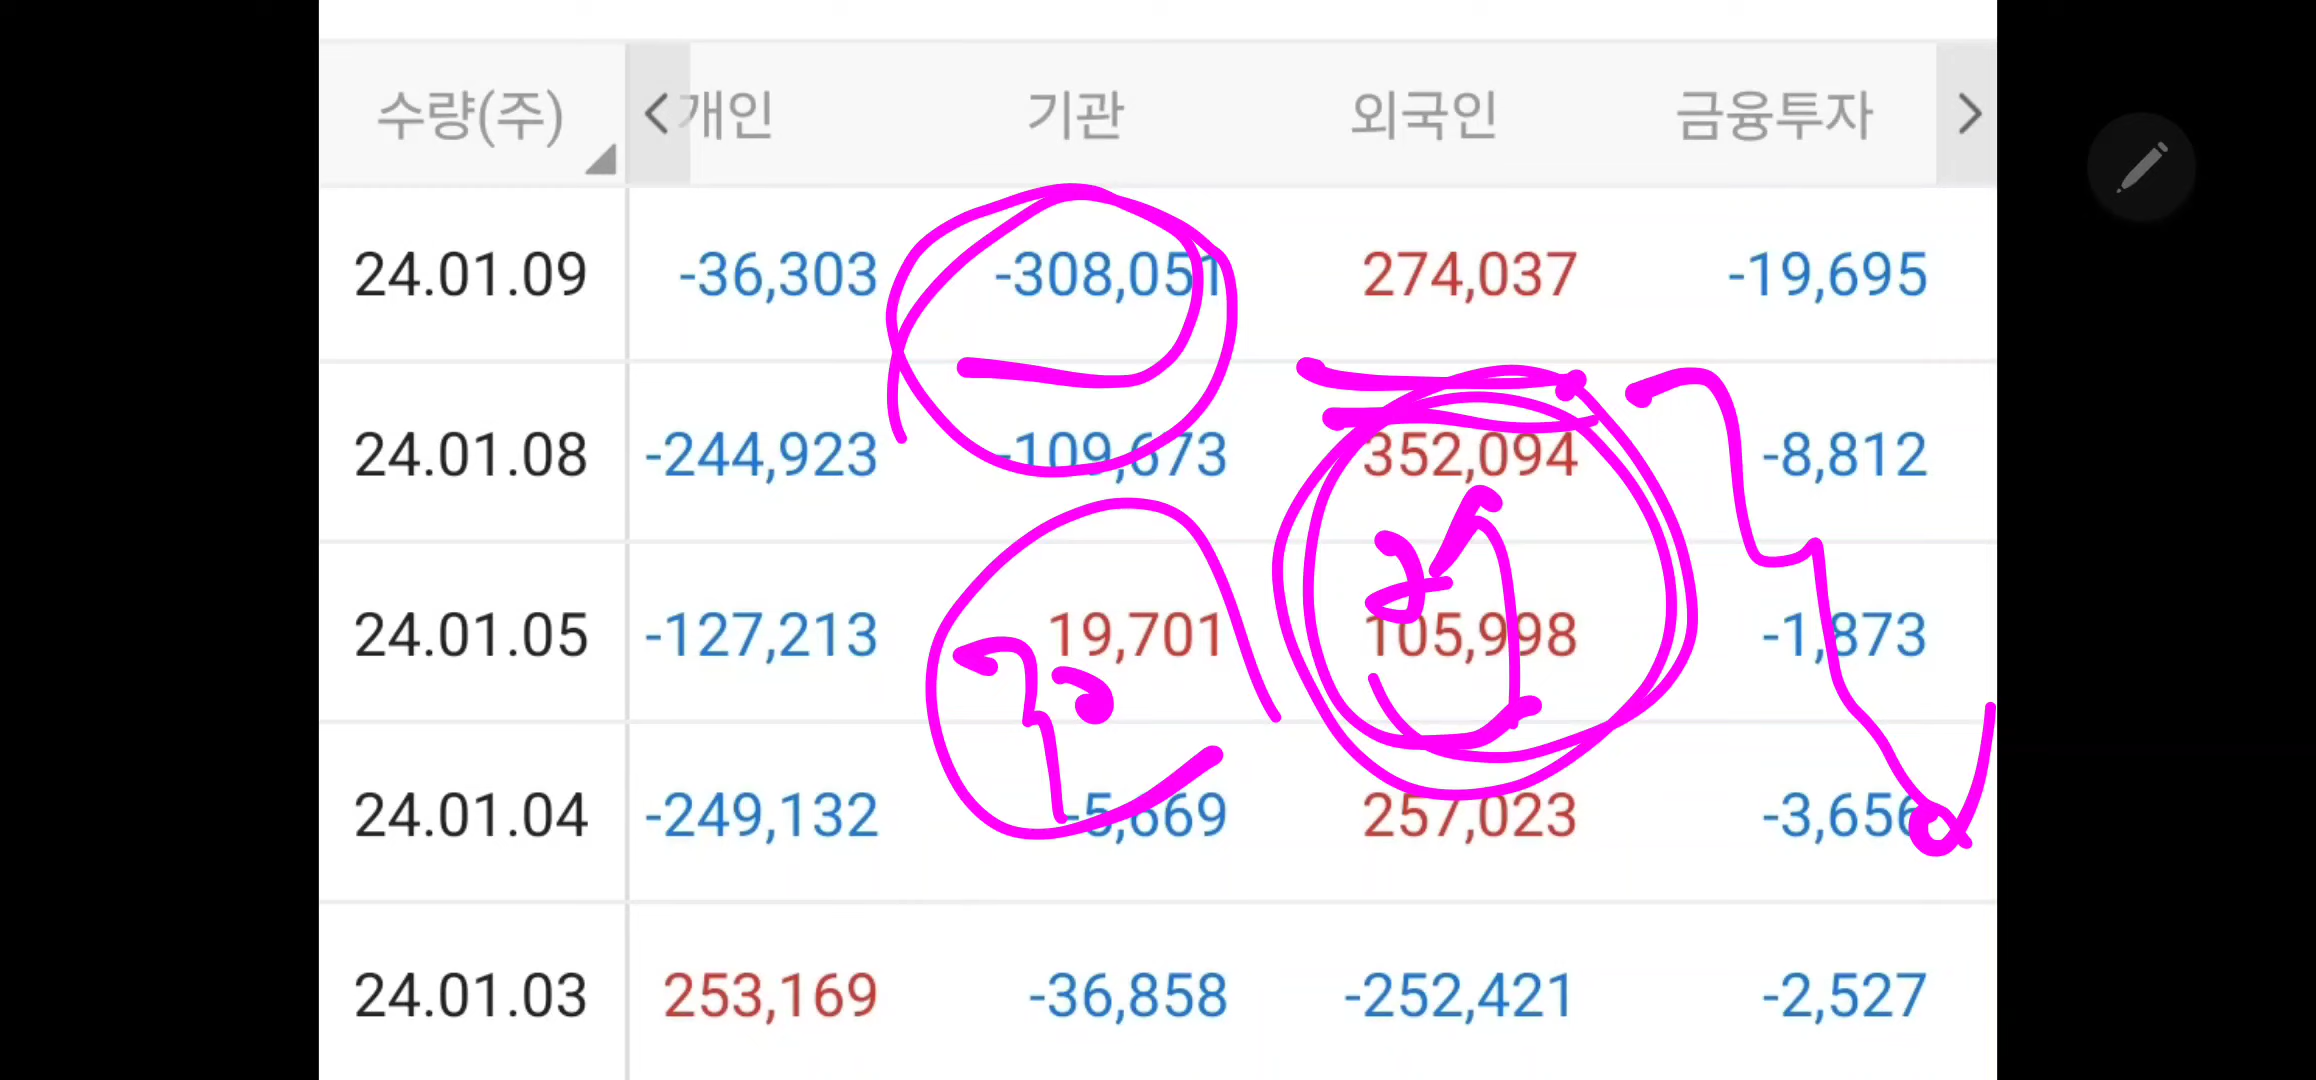 수량(주) 개인 기관 외국인 금융투자
24.01.09 -36,303 -308,051 274,037 -19,695
24.01.08 -244,923 -109,673 352,094 -8,812
24.01.05 -127,213 19,701 105,998 -1,873
24.01.04 -249,132 -5,669 257,023 -3,656
24.01.03 253,169 -36,858 -252,421 -2,527